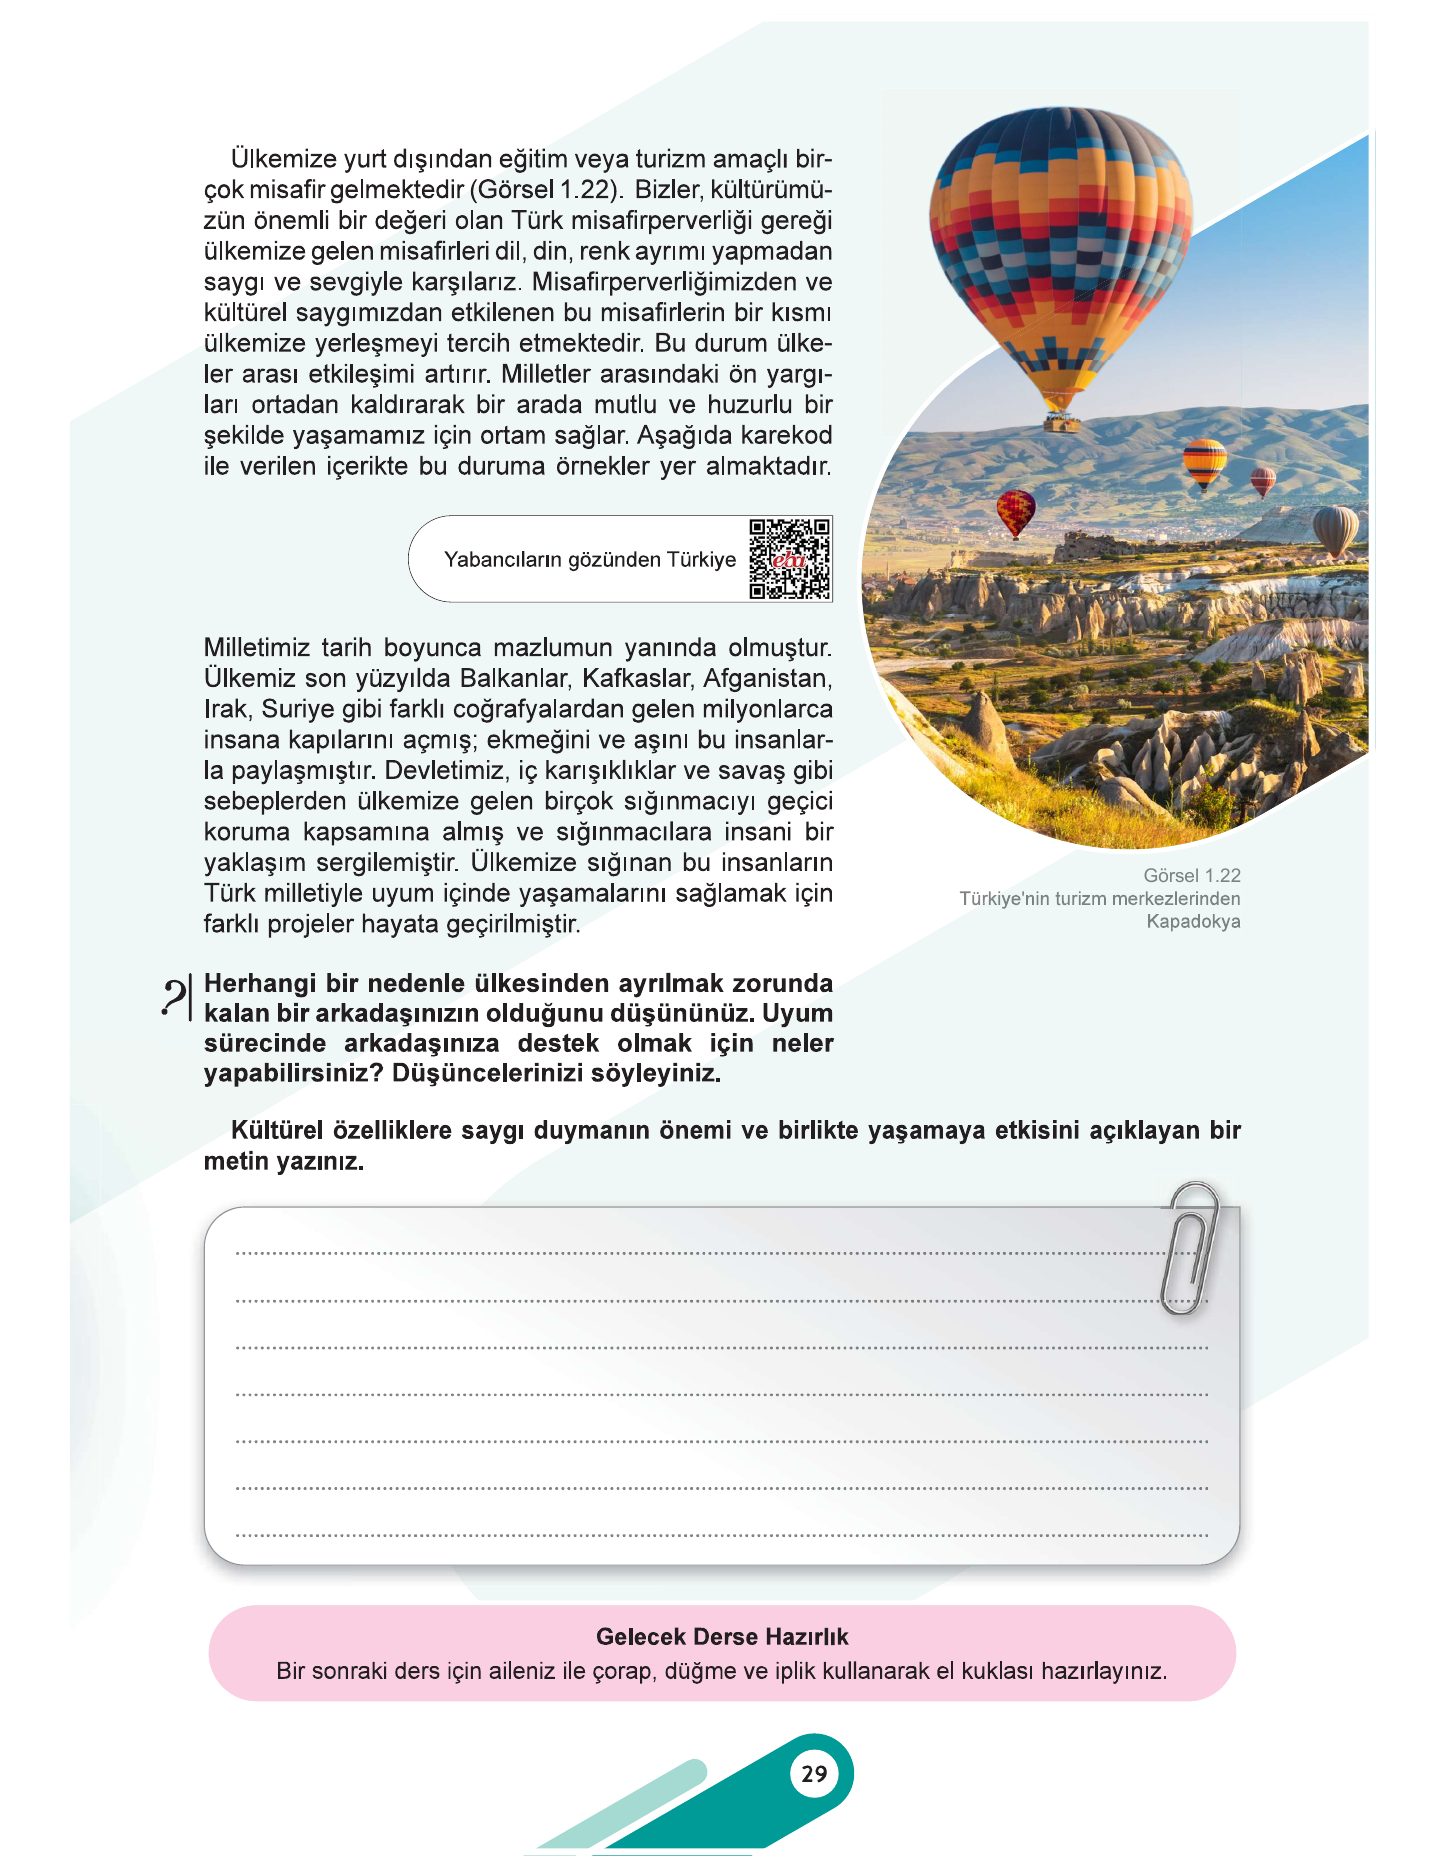 Ülkemize yurt dışından eğitim veya turizm amaçlı bir-
çok misafir gelmektedir (Görsel 1.22). Bizler, kültürümü-
zün önemli bir değeri olan Türk misafirperverliği gereği
ülkemize gelen misafirleri dil, din, renk ayrımı yapmadan
saygı ve sevgiyle karşılarız. Misafirperverliğimizden ve
kültürel saygımızdan etkilenen bu misafirlerin bir kısmı
ülkemize yerleşmeyi tercih etmektedir. Bu durum ülke-
ler arası etkileşimi artırır. Milletler arasındaki ön yargı-
ları ortadan kaldırarak bir arada mutlu ve huzurlu bir
şekilde yaşamamız için ortam sağlar. Aşağıda karekod
ile verilen içerikte bu duruma örnekler yer almaktadır.
Yabancıların gözünden Türkiye
eba
Milletimiz tarih boyunca mazlumun yanında olmuştur.
Ülkemiz son yüzyılda Balkanlar, Kafkaslar, Afganistan,
Irak, Suriye gibi farklı coğrafyalardan gelen milyonlarca
insana kapılarını açmış; ekmeğini ve aşını bu insanlar-
la paylaşmıştır. Devletimiz, iç karışıklıklar ve savaş gibi
sebeplerden ülkemize gelen birçok sığınmacıyı geçici
koruma kapsamına almış ve sığınmacılara insani bir
yaklaşım sergilemiştir. Ülkemize sığınan bu insanların
Türk milletiyle uyum içinde yaşamalarını sağlamak için
farklı projeler hayata geçirilmiştir.
Görsel 1.22
Türkiye'nin turizm merkezlerinden
Kapadokya
?
Herhangi bir nedenle ülkesinden ayrılmak zorunda
kalan bir arkadaşınızın olduğunu düşününüz. Uyum
sürecinde arkadaşınıza destek olmak için neler
yapabilirsiniz? Düşüncelerinizi söyleyiniz.
Kültürel özelliklere saygı duymanın önemi ve birlikte yaşamaya etkisini açıklayan bir
metin yazınız.
Gelecek Derse Hazırlık
Bir sonraki ders için aileniz ile çorap, düğme ve iplik kullanarak el kuklası hazırlayınız.
29